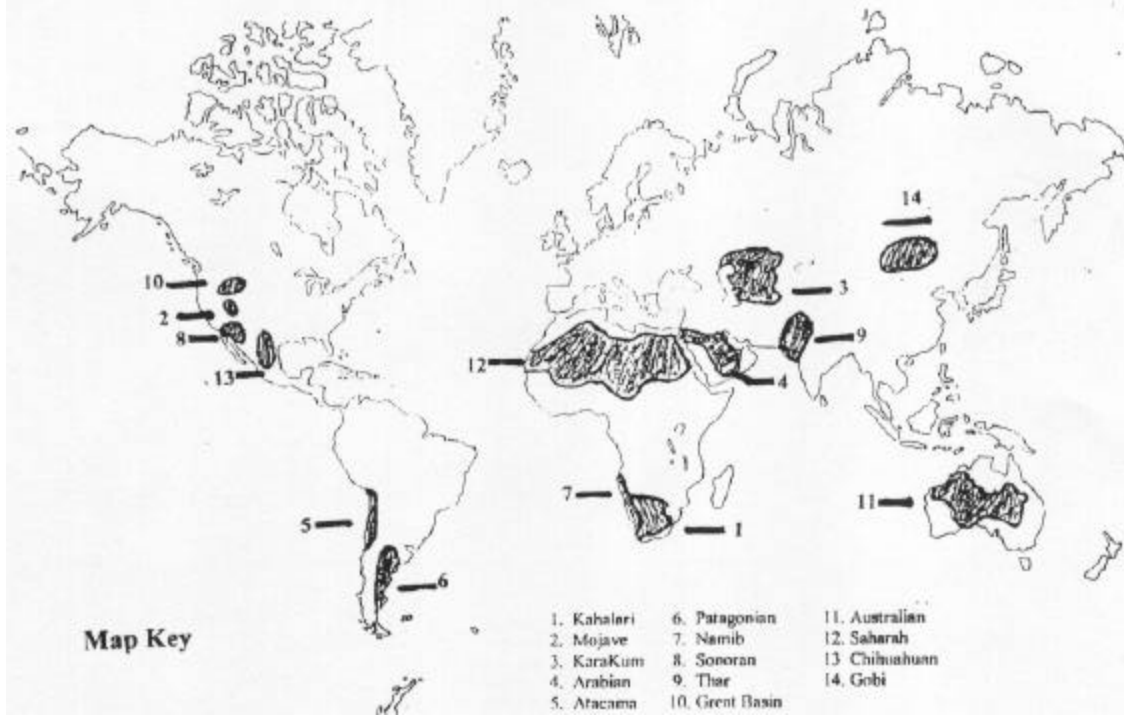 14
10
3
2
8
9
12
13
4
7
11
5
1
6
Map Key
1. Kahalari
2. Mojave
3. KaraKum
4. Arabian
5. Atacama
6. Patagonian
7. Namib
8. Sonoran
9. Thar
10. Great Basin
11. Australian
12. Saharah
13 Chihuahuan
14. Gobi